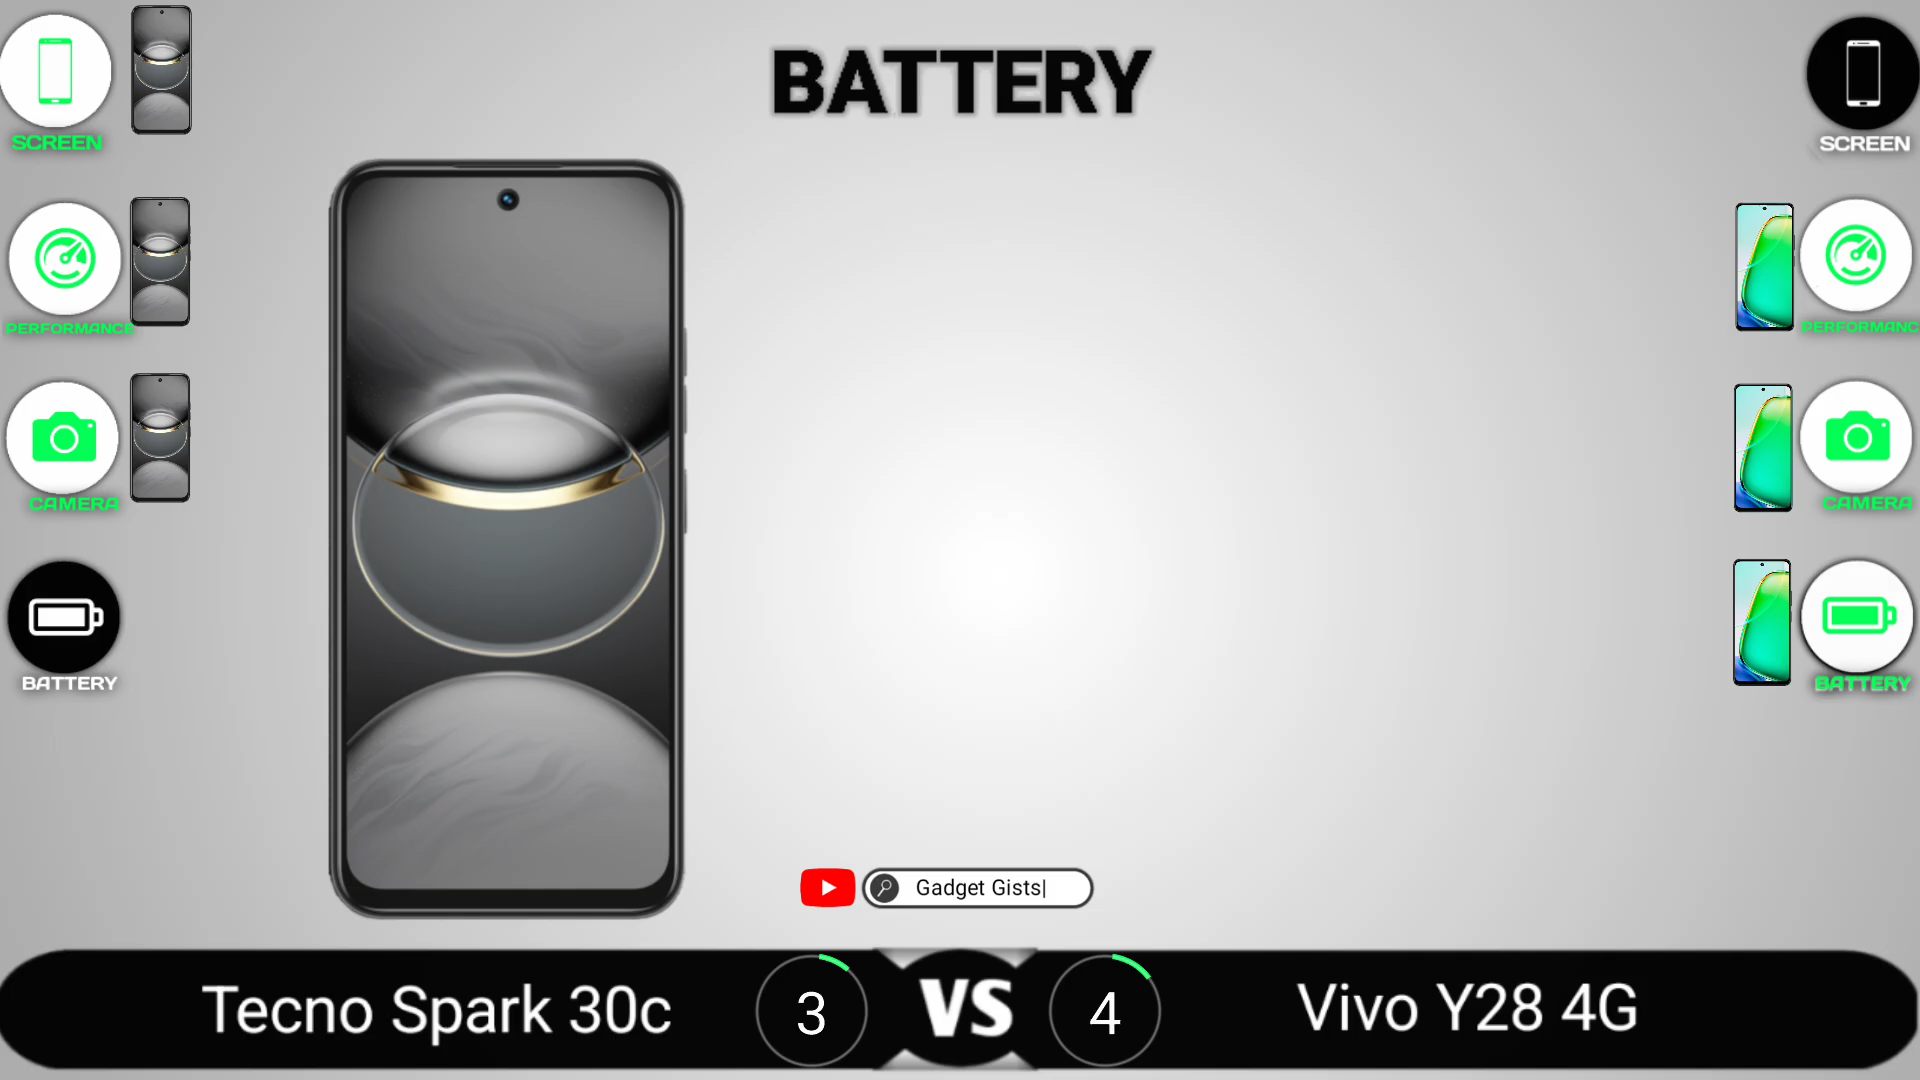 BATTERY
SCREEN
SCREEN
PERFORMANCE
PERFORMANC
CAMERA
CAMERA
BATTERY
BATTERY
Gadget Gists|
Tecno Spark 30c
3
VS
4
Vivo Y28 4G